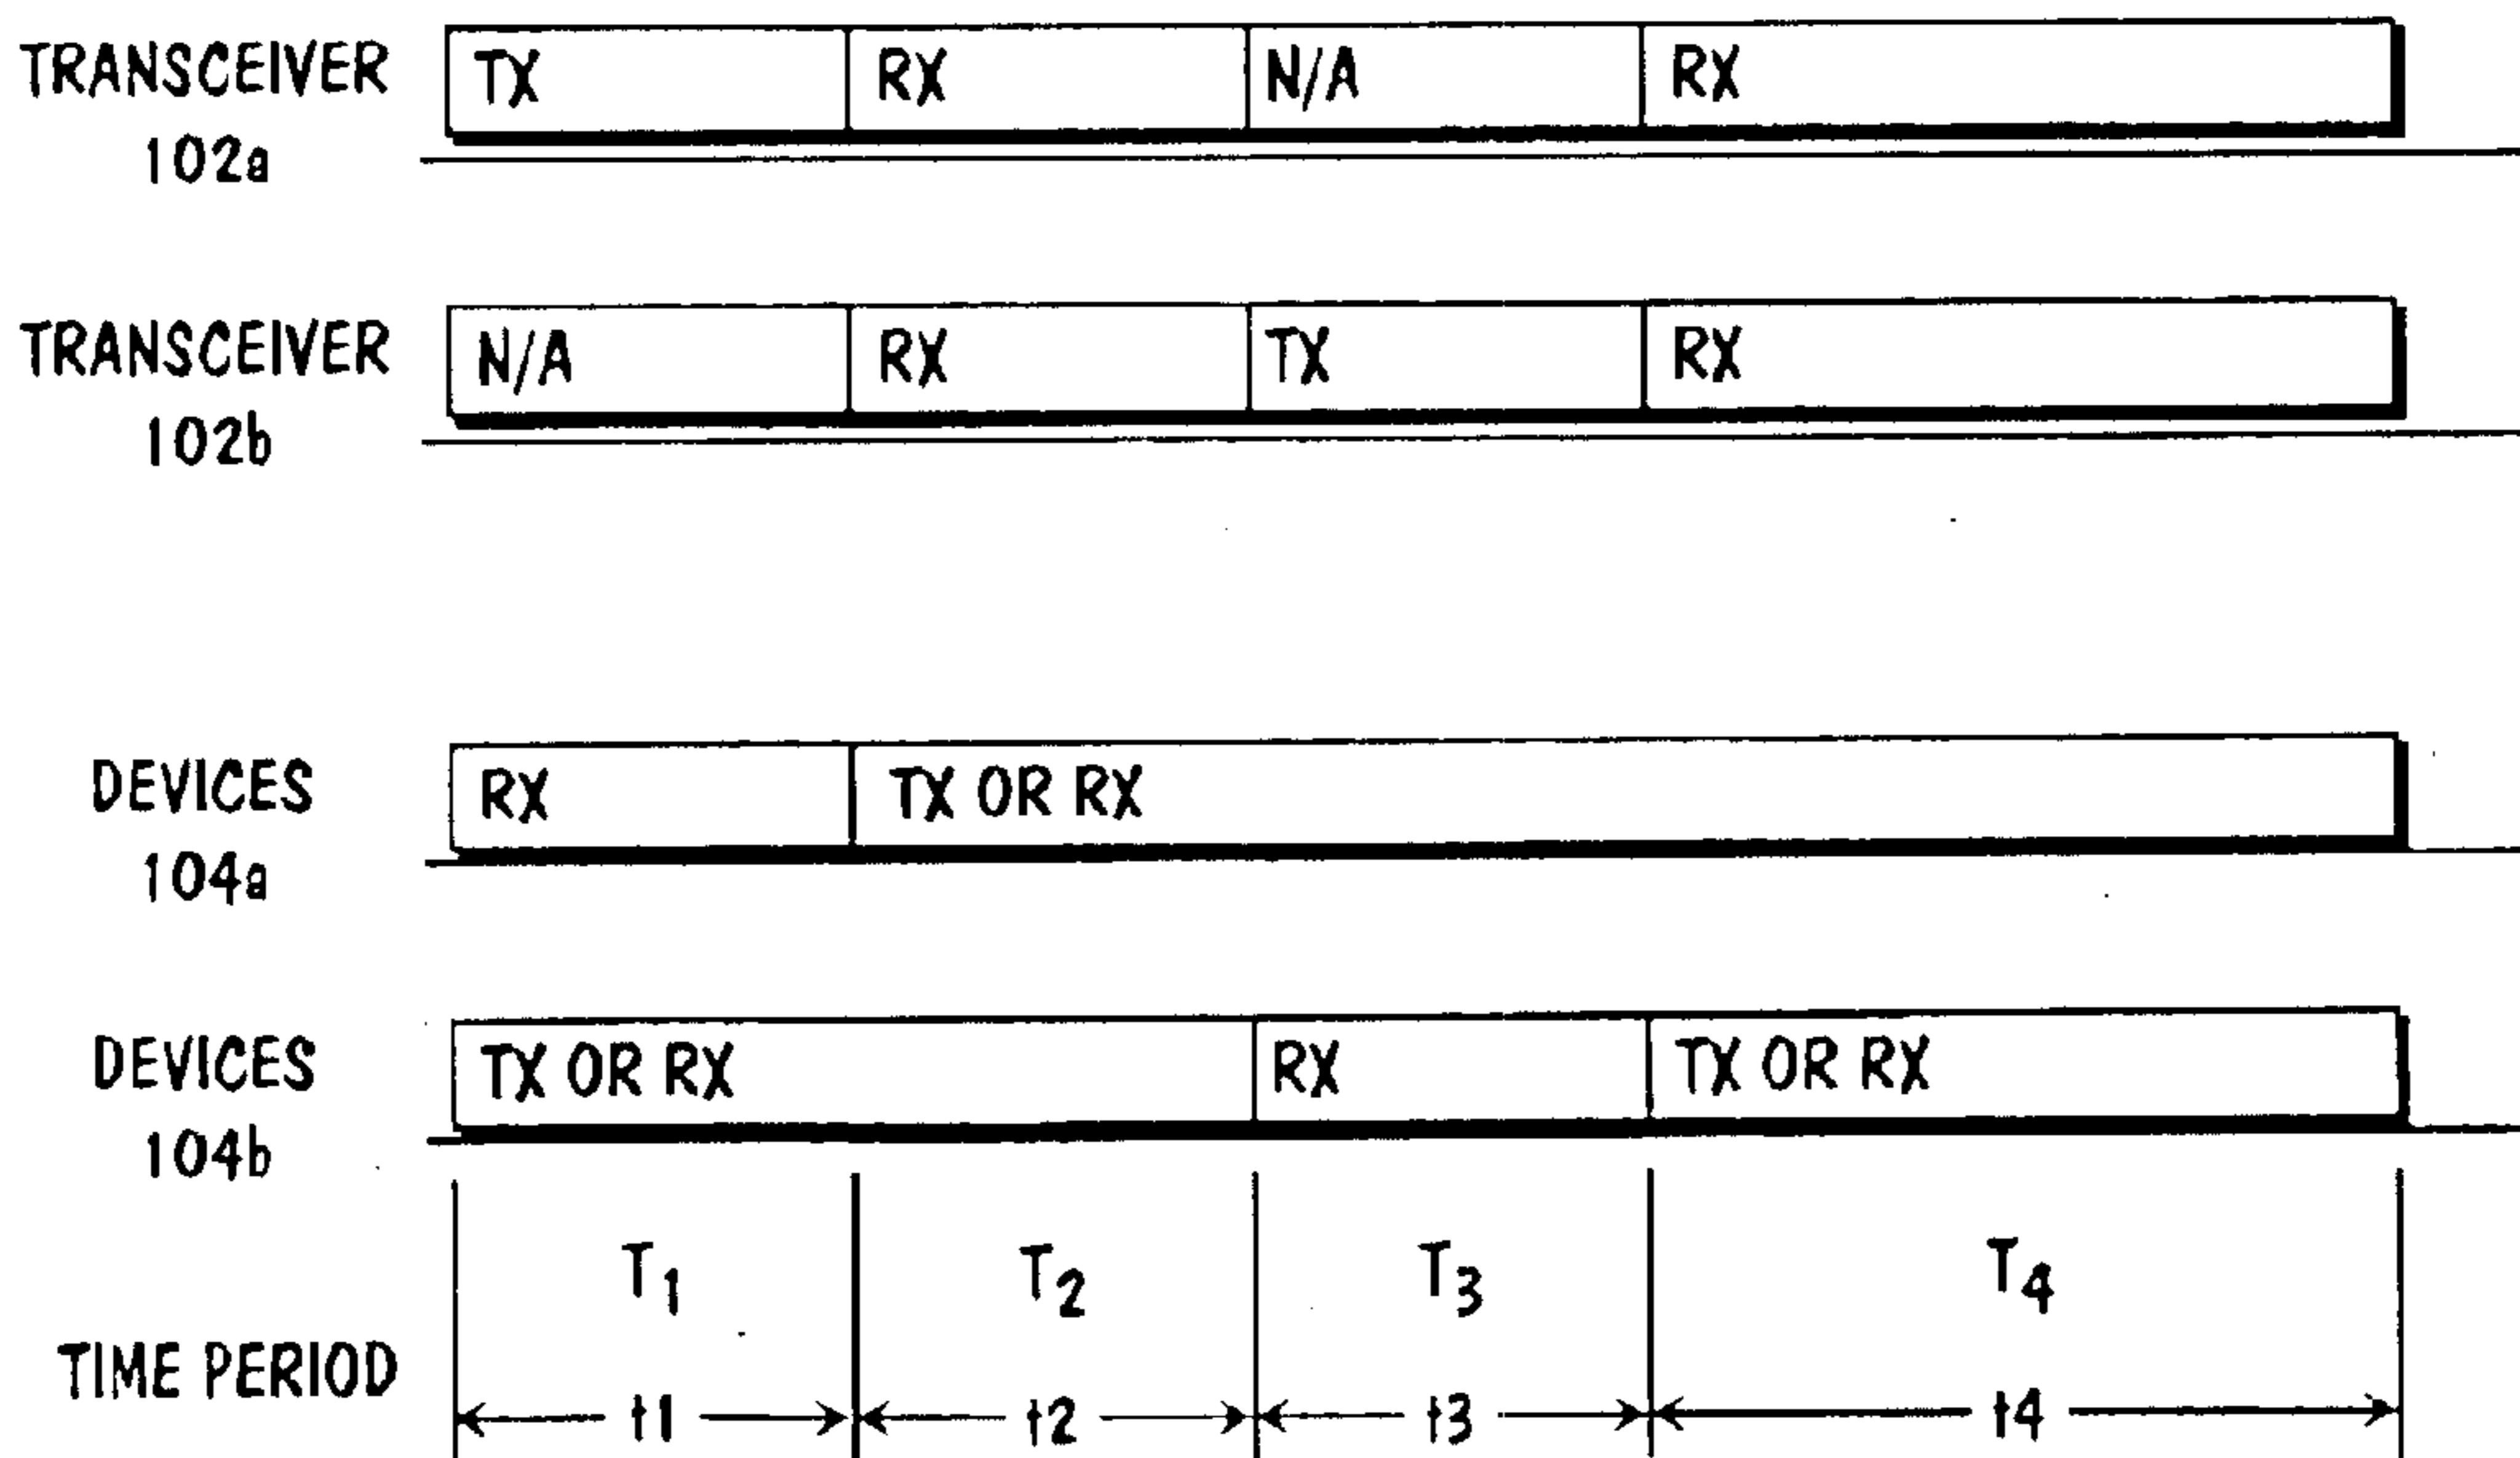 TRANSCEIVER
102a
TX RX N/A RX
TRANSCEIVER
102b
N/A RX TX RX
DEVICES
104a
RX TX OR RX
DEVICES
104b
TX OR RX RX TX OR RX
T1 T2 T3 T4
TIME PERIOD
t1 t2 t3 t4